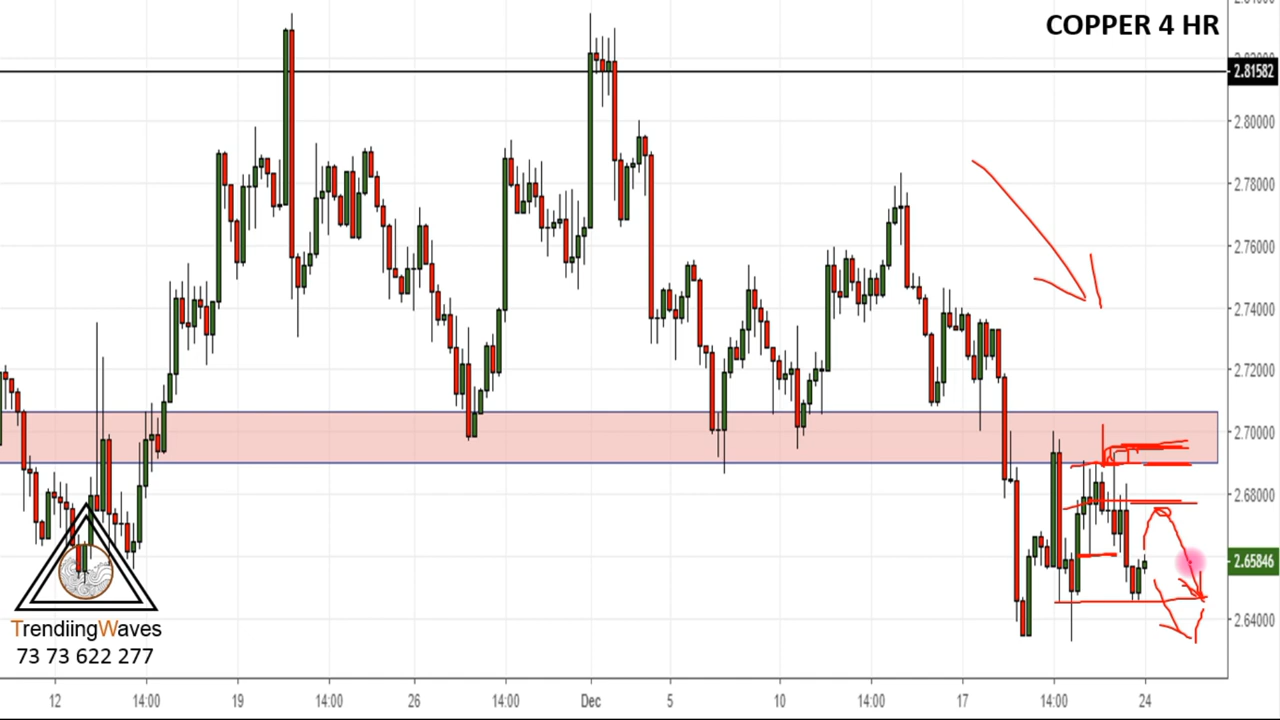 COPPER 4 HR
2.81582
2.80000
2.78000
2.76000
2.74000
2.72000
2.70000
2.68000
2.65846
2.64000
TrendiingWaves
73 73 622 277
12 14:00 19 14:00 26 14:00 Dec 5 10 14:00 17 14:00 24